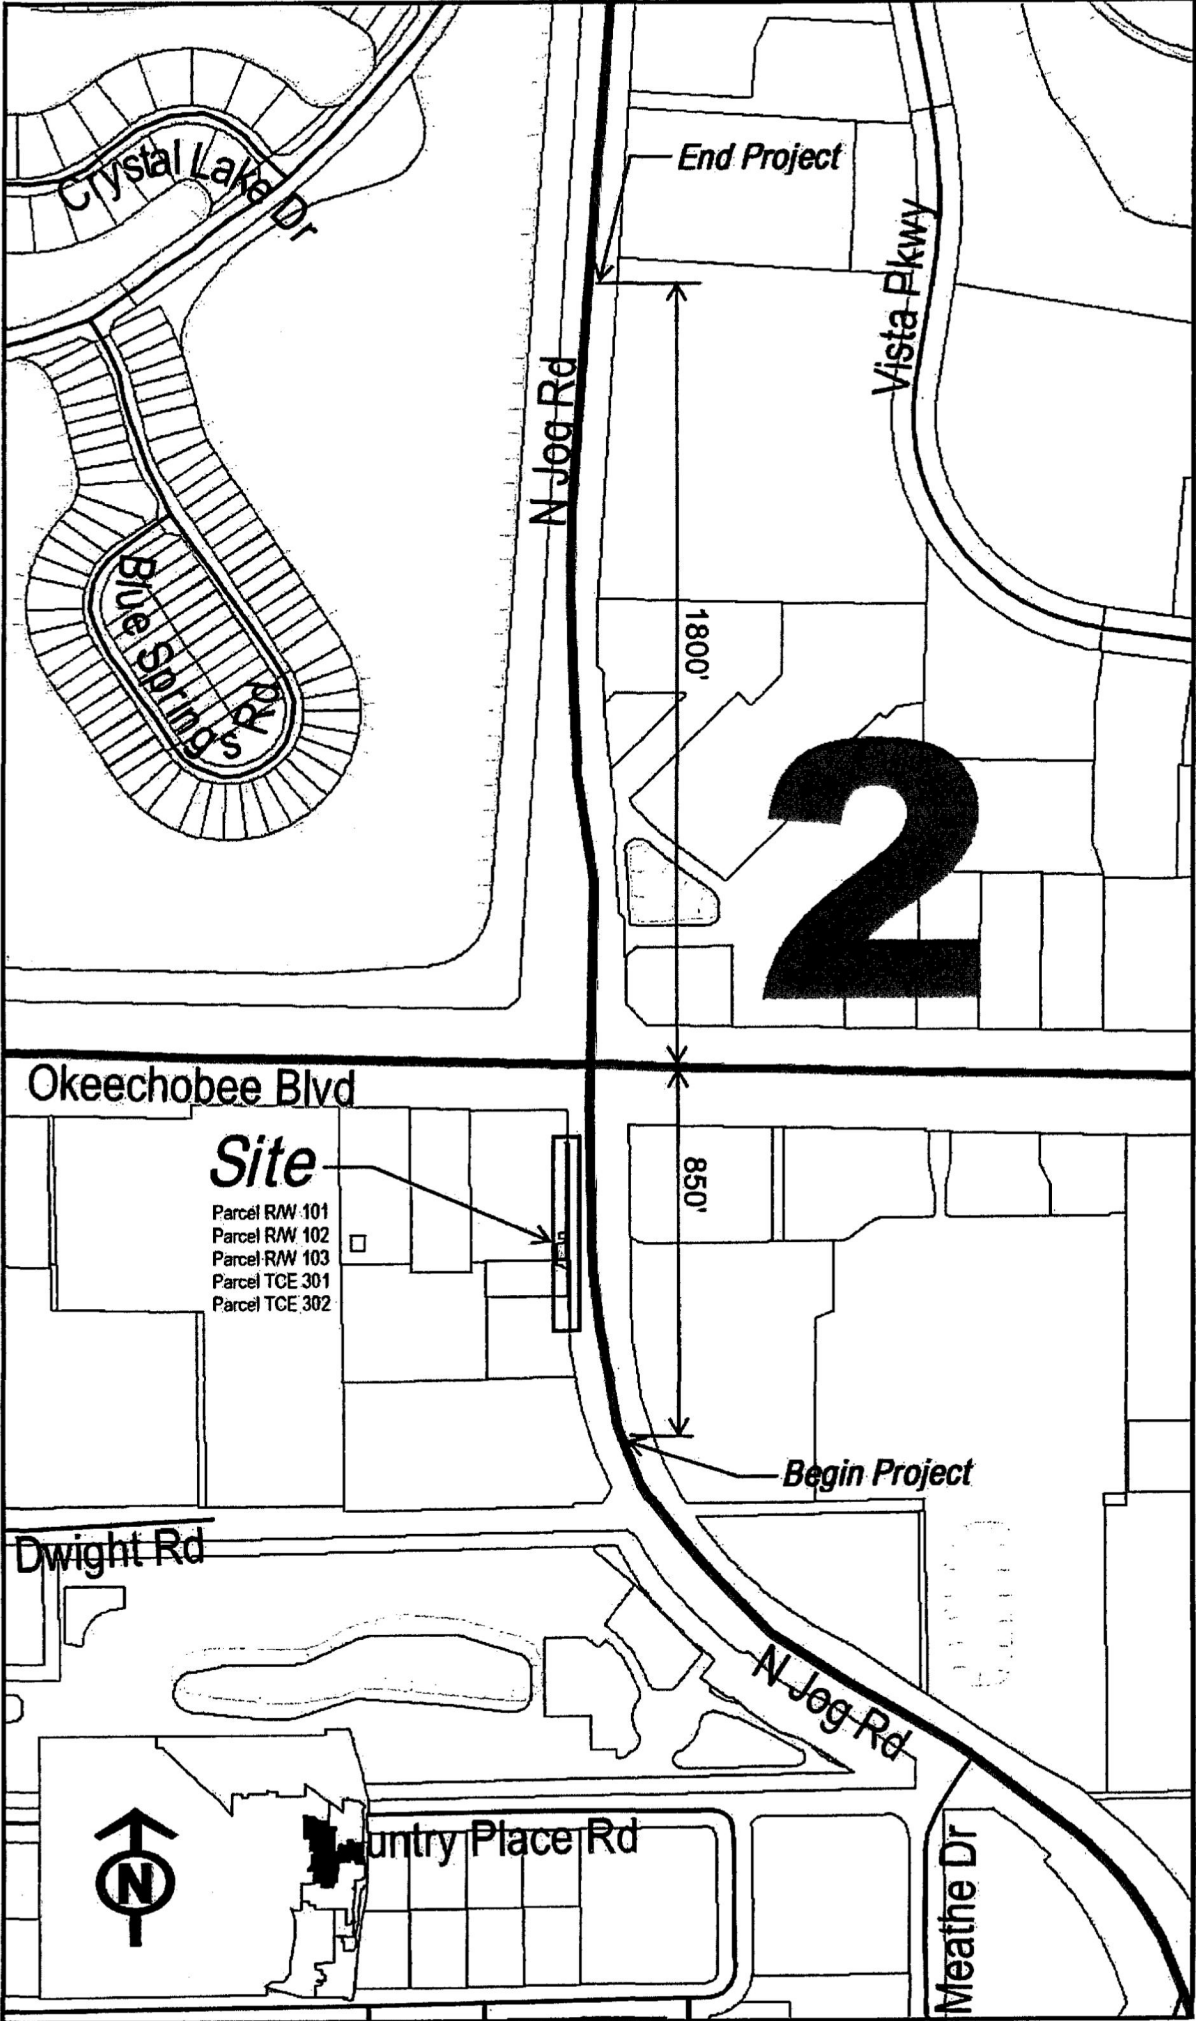 Crystal Lake Dr
End Project
Vista Pkwy
N Jog Rd
Blue Springs Rd
1800'
2
Okeechobee Blvd
Site
Parcel R/W 101
Parcel R/W 102
Parcel R/W 103
Parcel TCE 301
Parcel TCE 302
850'
Begin Project
Dwight Rd
N Jog Rd
untry Place Rd
N
Meathe Dr